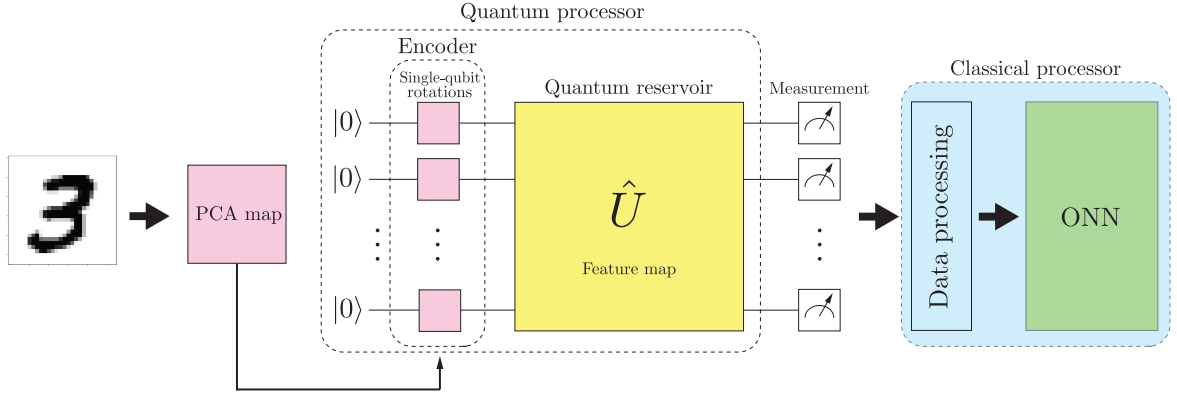 Quantum processor
Encoder
Single-qubit
rotations
Quantum reservoir
Measurement
Classical processor
|0⟩
|0⟩
|0⟩
3
PCA map
Û
Feature map
Data processing
ONN